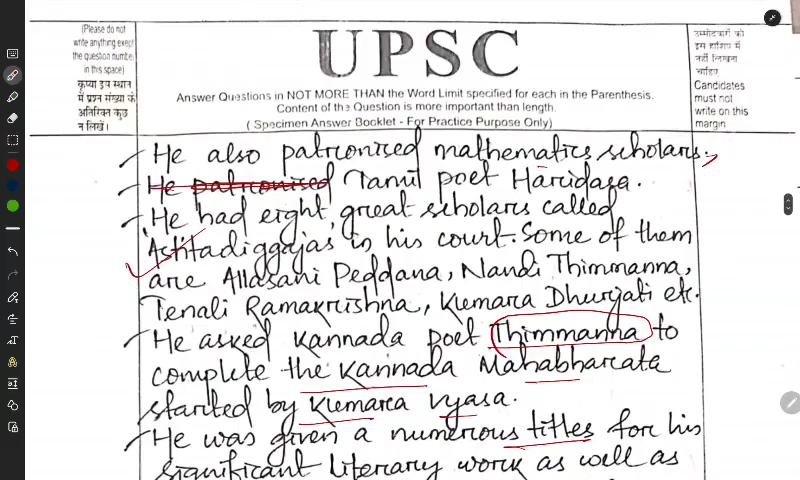 (Please do not
write anything exept
the question numbe
in this space)
कृप्या इस स्थान
में प्रश्न संख्या के
अतिरिक्त कुछ
न लिखें।
UPSC
Answer Questions in NOT MORE THAN the Word Limit specified for each in the Parenthesis.
Content of the Question is more important than length.
( Specimen Answer Booklet - For Practice Purpose Only)
उम्मीदवारों को
इस हाशिए में
नहीं लिखना
चाहिए
Candidates
must not
write on this
margin
He also patronised mathematics scholars,
He patronised Tamil poet Haridasa.
He had eight great scholars called
'Ashtadiggajas in his court. Some of them
are Allasani Peddana, Nandi Thimmanna,
Tenali Ramakrishna, Kumara Dhurjati etc.
He asked Kannada poet Thimmanna to
complete the Kannada Mahabharata
started by Kumara Vyasa.
He was given a numerous titles for his
significant literary work as well as